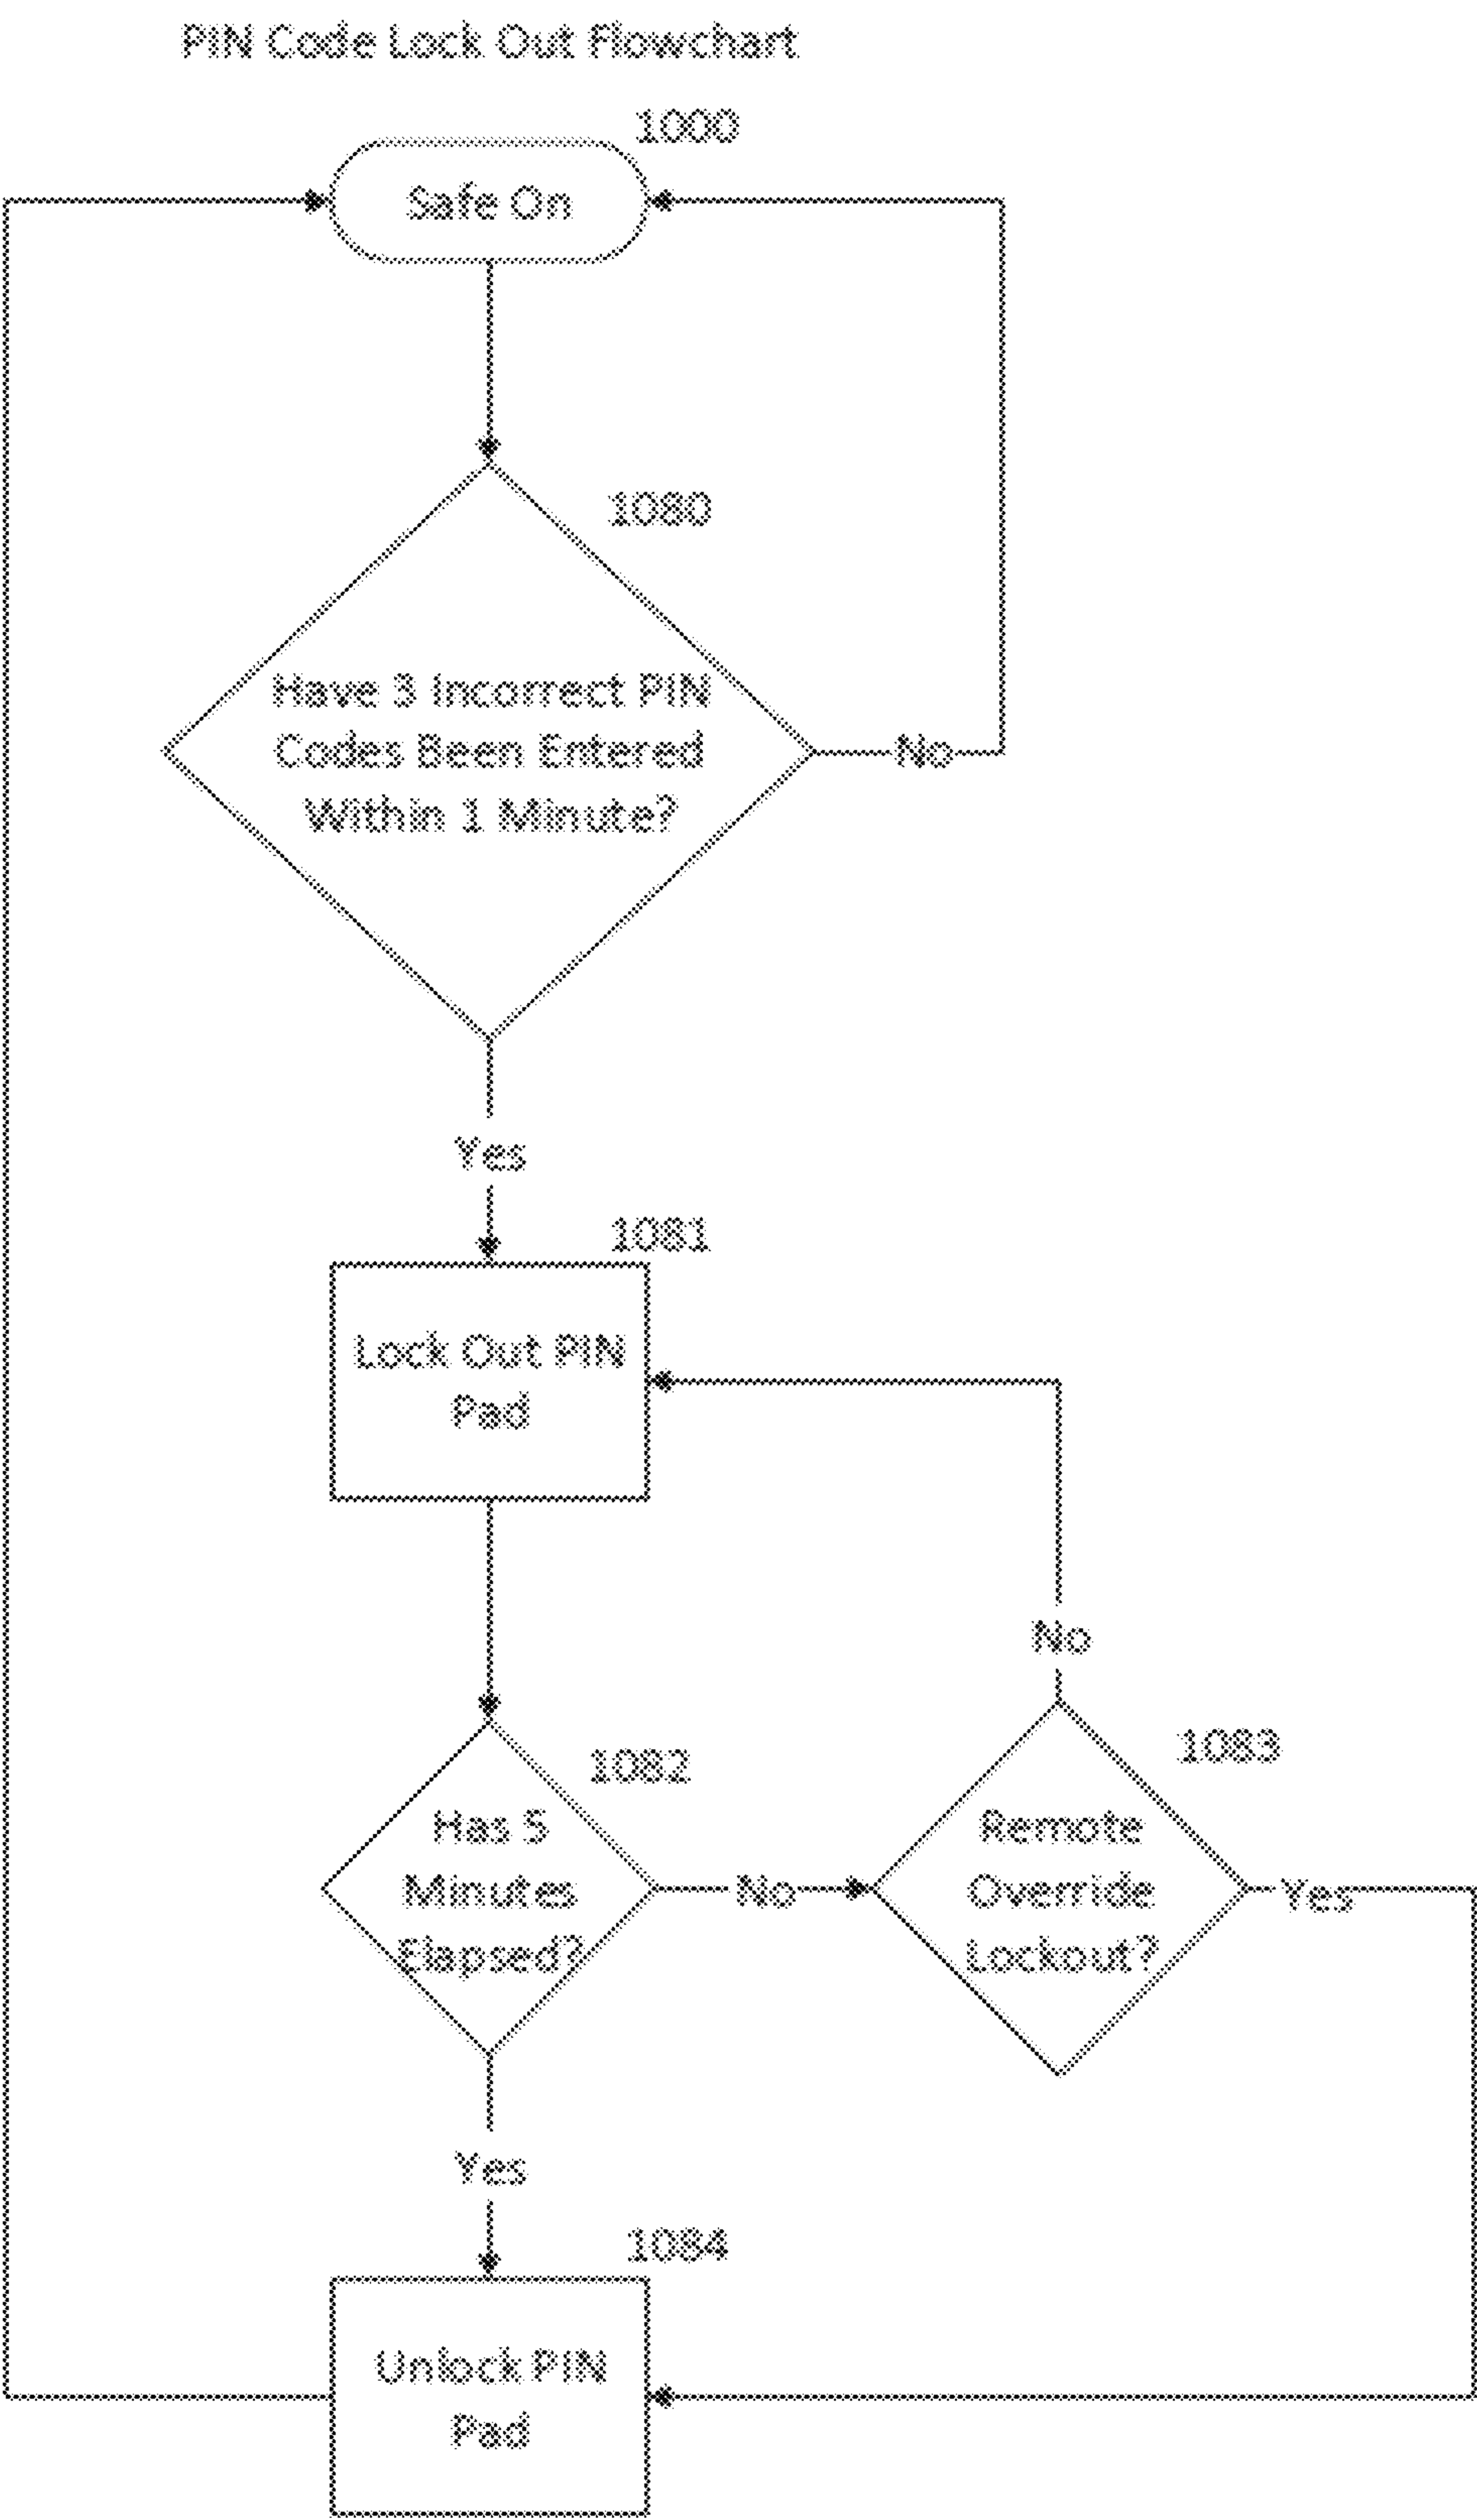 PIN Code Lock Out Flowchart
1000
Safe On
1080
Have 3 Incorrect PIN
Codes Been Entered
Within 1 Minute?
No
Yes
1081
Lock Out PIN
Pad
No
1082
1083
Has 5
Minutes
Elapsed?
No
Remote
Override
Lockout?
Yes
Yes
1084
Unlock PIN
Pad